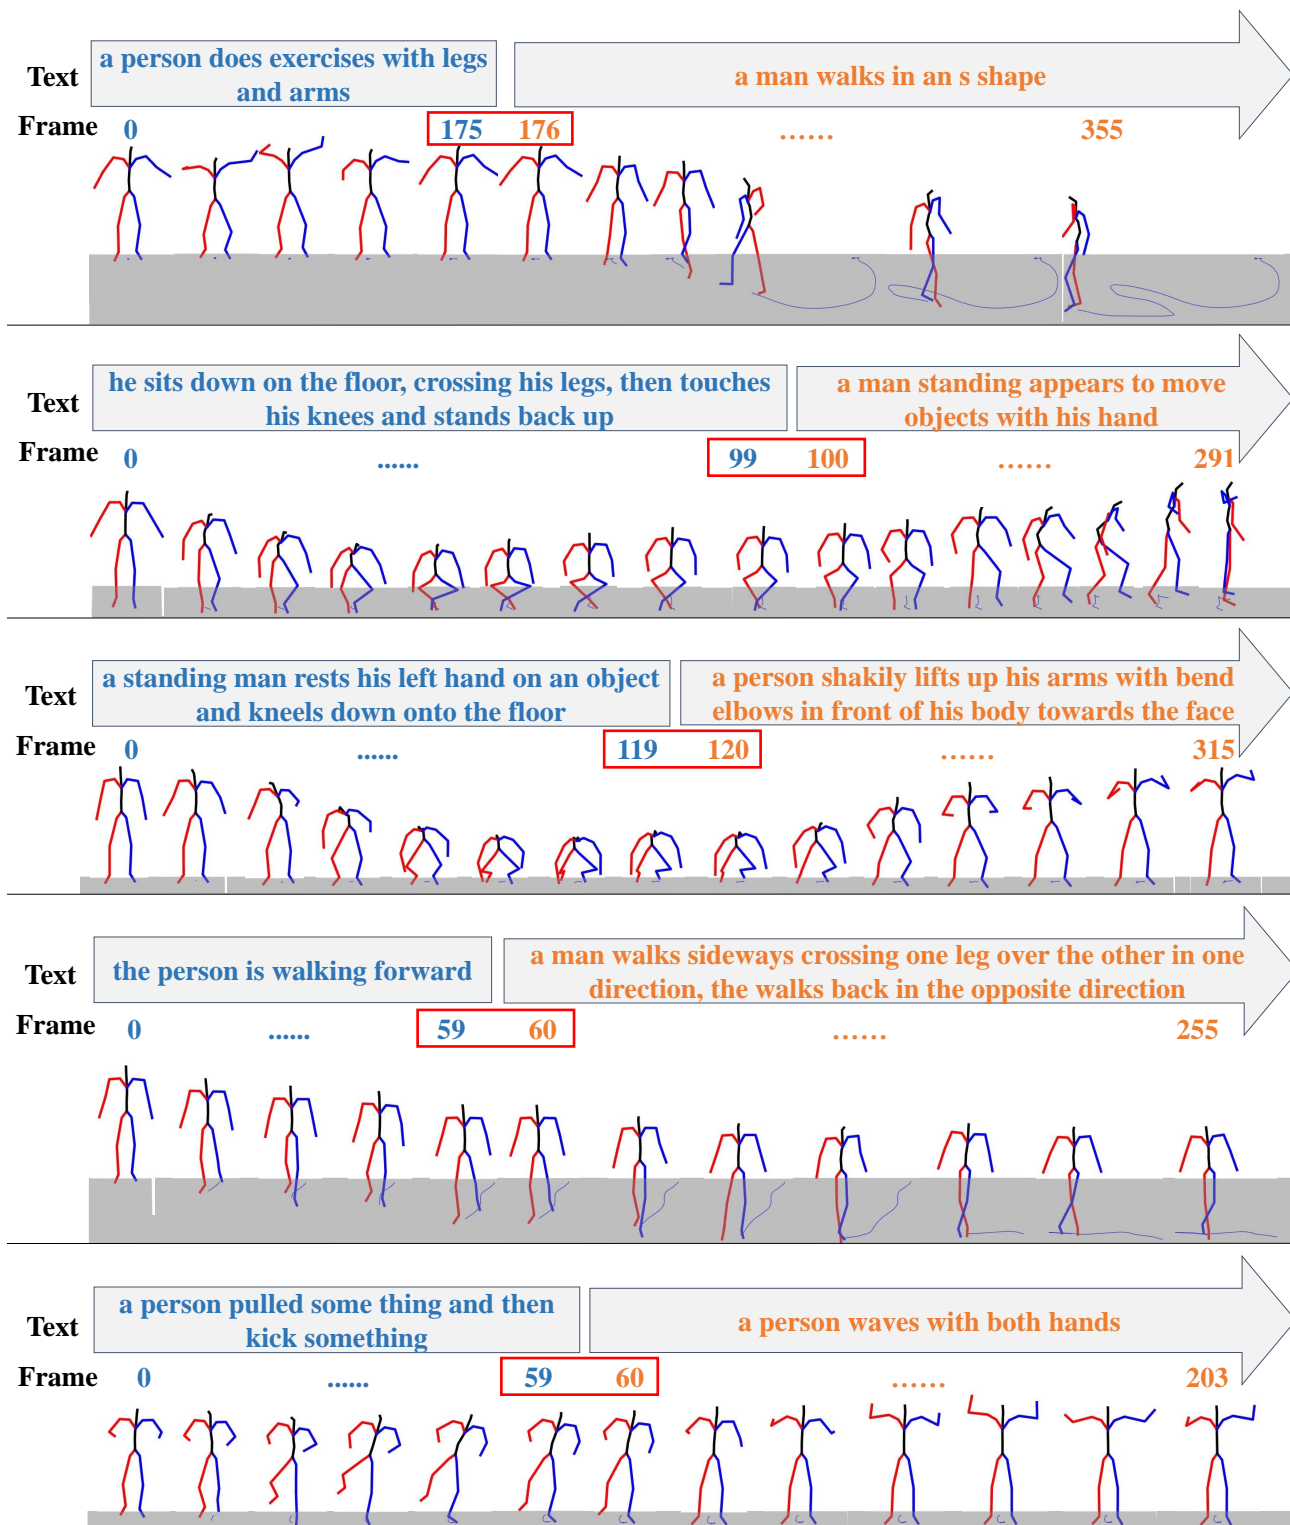 Text
a person does exercises with legs
and arms
a man walks in an s shape
Frame
0
175
176
......
355
Text
he sits down on the floor, crossing his legs, then touches
his knees and stands back up
a man standing appears to move
objects with his hand
Frame
0
......
99
100
......
291
Text
a standing man rests his left hand on an object
and kneels down onto the floor
a person shakily lifts up his arms with bend
elbows in front of his body towards the face
Frame
0
......
119
120
......
315
Text
the person is walking forward
a man walks sideways crossing one leg over the other in one
direction, the walks back in the opposite direction
Frame
0
......
59
60
......
255
Text
a person pulled some thing and then
kick something
a person waves with both hands
Frame
0
......
59
60
......
203